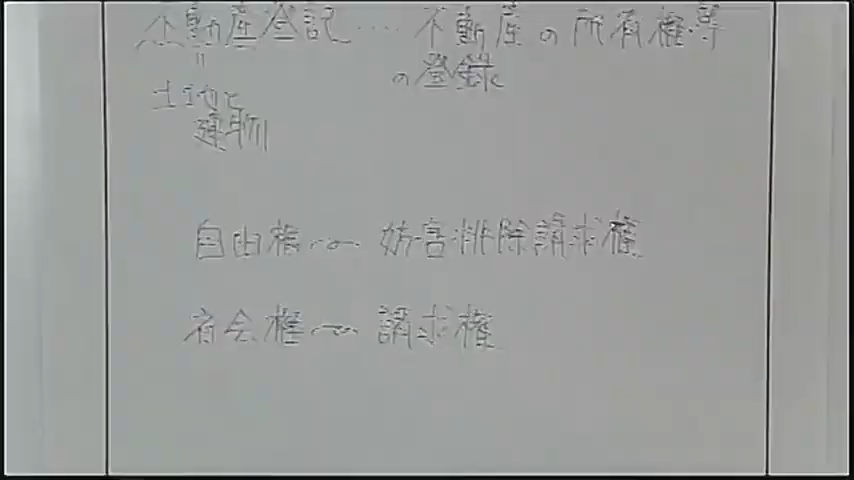 不動産登記…不動産の所有権等
の登録
〃
土地と
建物
自由権〜妨害排除請求権
社会権〜請求権